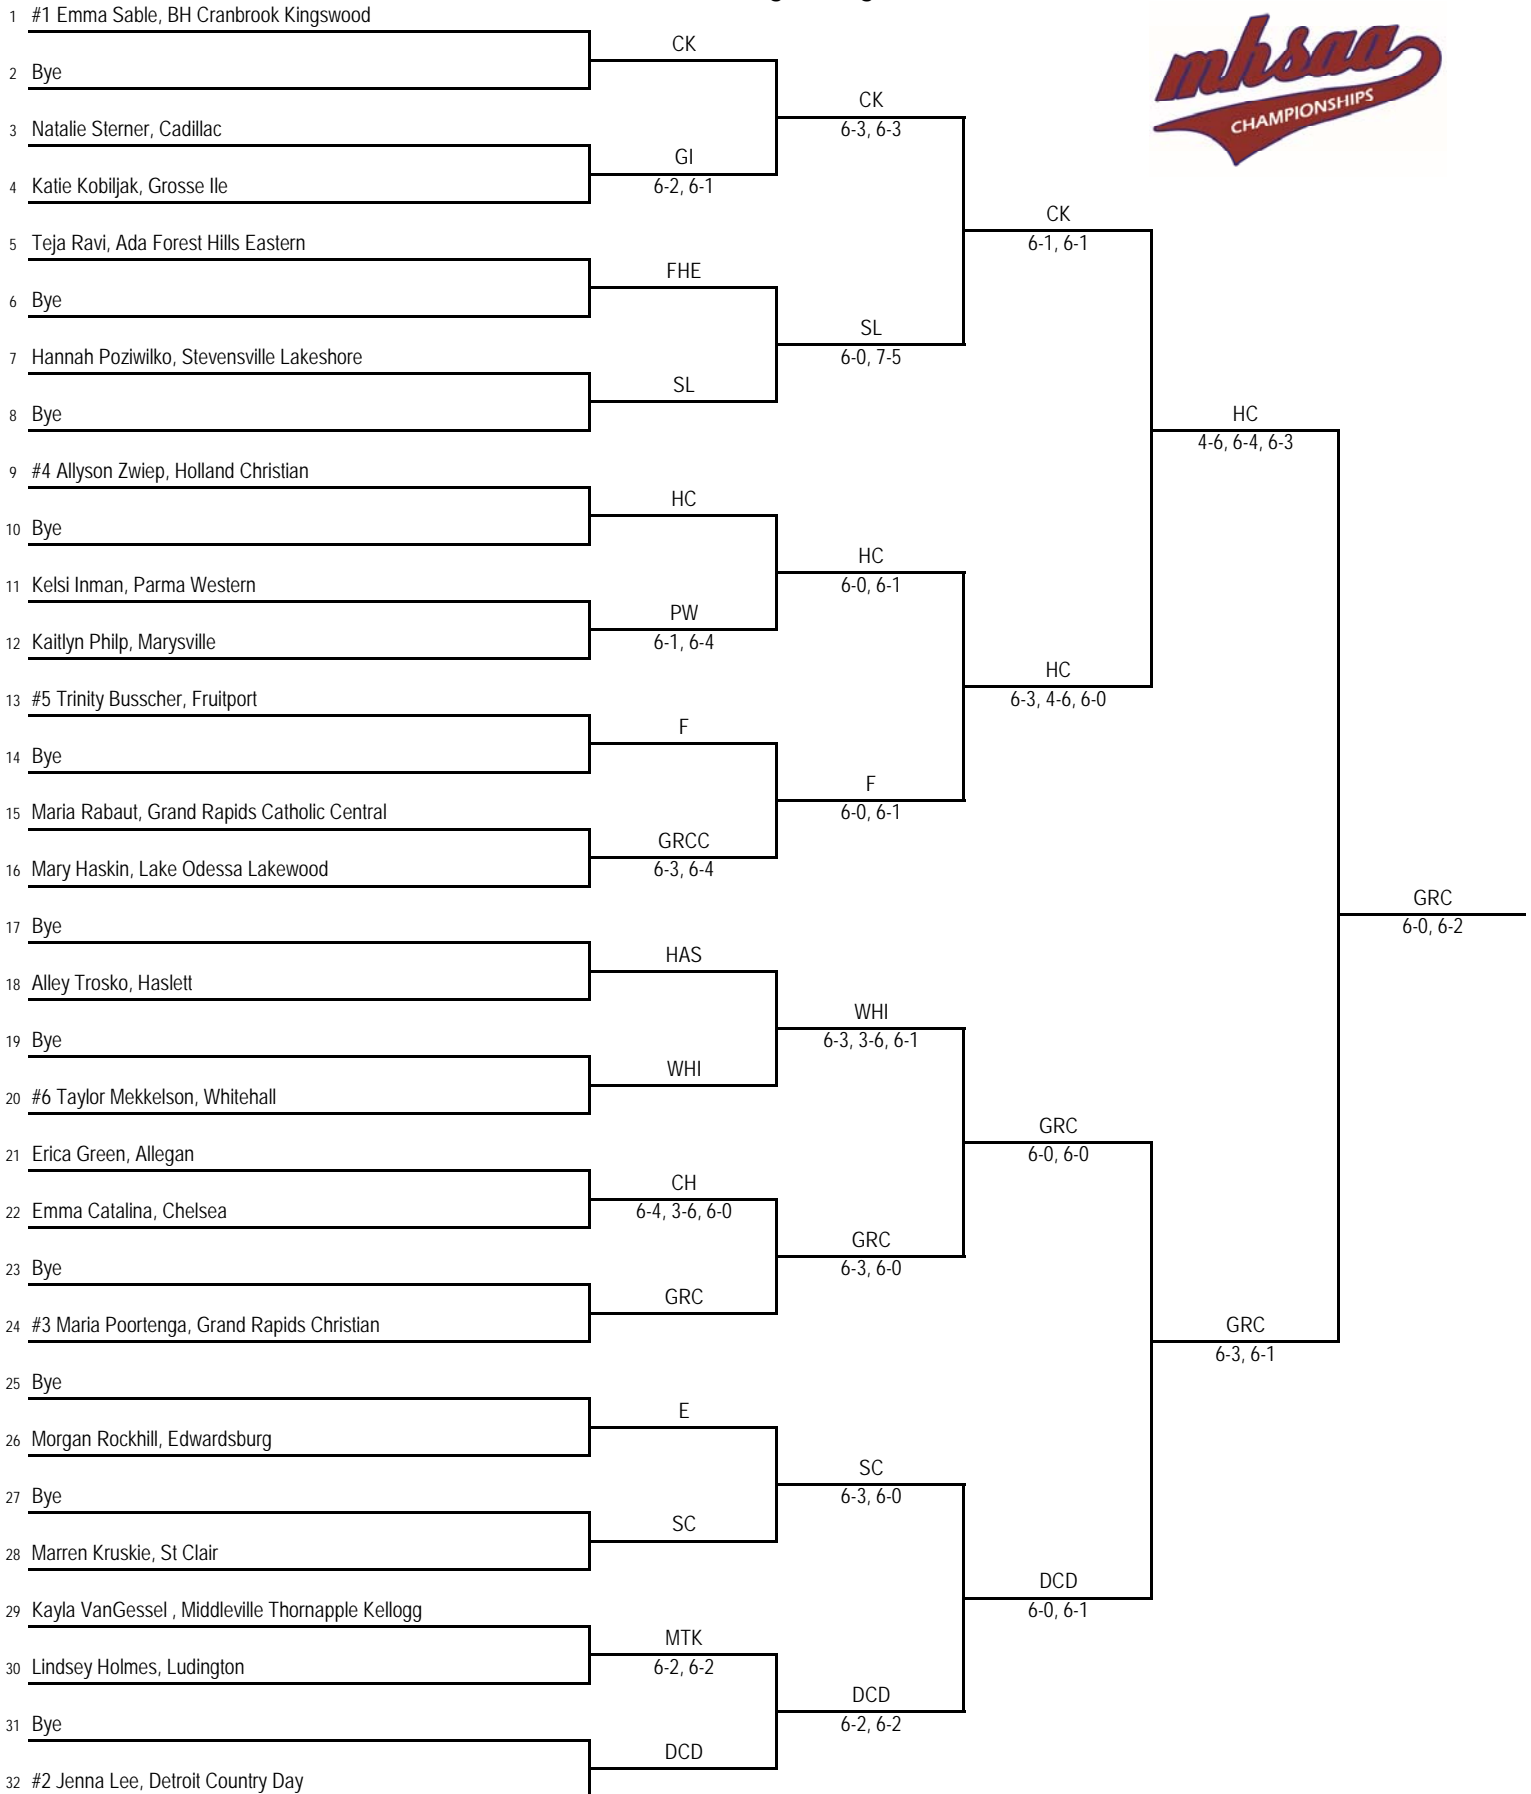 mhsaa
CHAMPIONSHIPS
1 #1 Emma Sable, BH Cranbrook Kingswood
CK
2 Bye
CK
3 Natalie Sterner, Cadillac
6-3, 6-3
GI
4 Katie Kobiljak, Grosse Ile
6-2, 6-1
CK
5 Teja Ravi, Ada Forest Hills Eastern
6-1, 6-1
FHE
6 Bye
SL
7 Hannah Poziwilko, Stevensville Lakeshore
6-0, 7-5
SL
8 Bye
HC
4-6, 6-4, 6-3
9 #4 Allyson Zwiep, Holland Christian
HC
10 Bye
HC
11 Kelsi Inman, Parma Western
6-0, 6-1
PW
12 Kaitlyn Philp, Marysville
6-1, 6-4
HC
13 #5 Trinity Busscher, Fruitport
6-3, 4-6, 6-0
F
14 Bye
F
15 Maria Rabaut, Grand Rapids Catholic Central
6-0, 6-1
GRCC
16 Mary Haskin, Lake Odessa Lakewood
6-3, 6-4
GRC
17 Bye
6-0, 6-2
HAS
18 Alley Trosko, Haslett
WHI
19 Bye
6-3, 3-6, 6-1
WHI
20 #6 Taylor Mekkelson, Whitehall
GRC
21 Erica Green, Allegan
6-0, 6-0
CH
22 Emma Catalina, Chelsea
6-4, 3-6, 6-0
GRC
23 Bye
6-3, 6-0
GRC
24 #3 Maria Poortenga, Grand Rapids Christian
GRC
6-3, 6-1
25 Bye
E
26 Morgan Rockhill, Edwardsburg
SC
27 Bye
6-3, 6-0
SC
28 Marren Kruskie, St Clair
DCD
29 Kayla VanGessel , Middleville Thornapple Kellogg
6-0, 6-1
MTK
30 Lindsey Holmes, Ludington
6-2, 6-2
DCD
31 Bye
6-2, 6-2
DCD
32 #2 Jenna Lee, Detroit Country Day